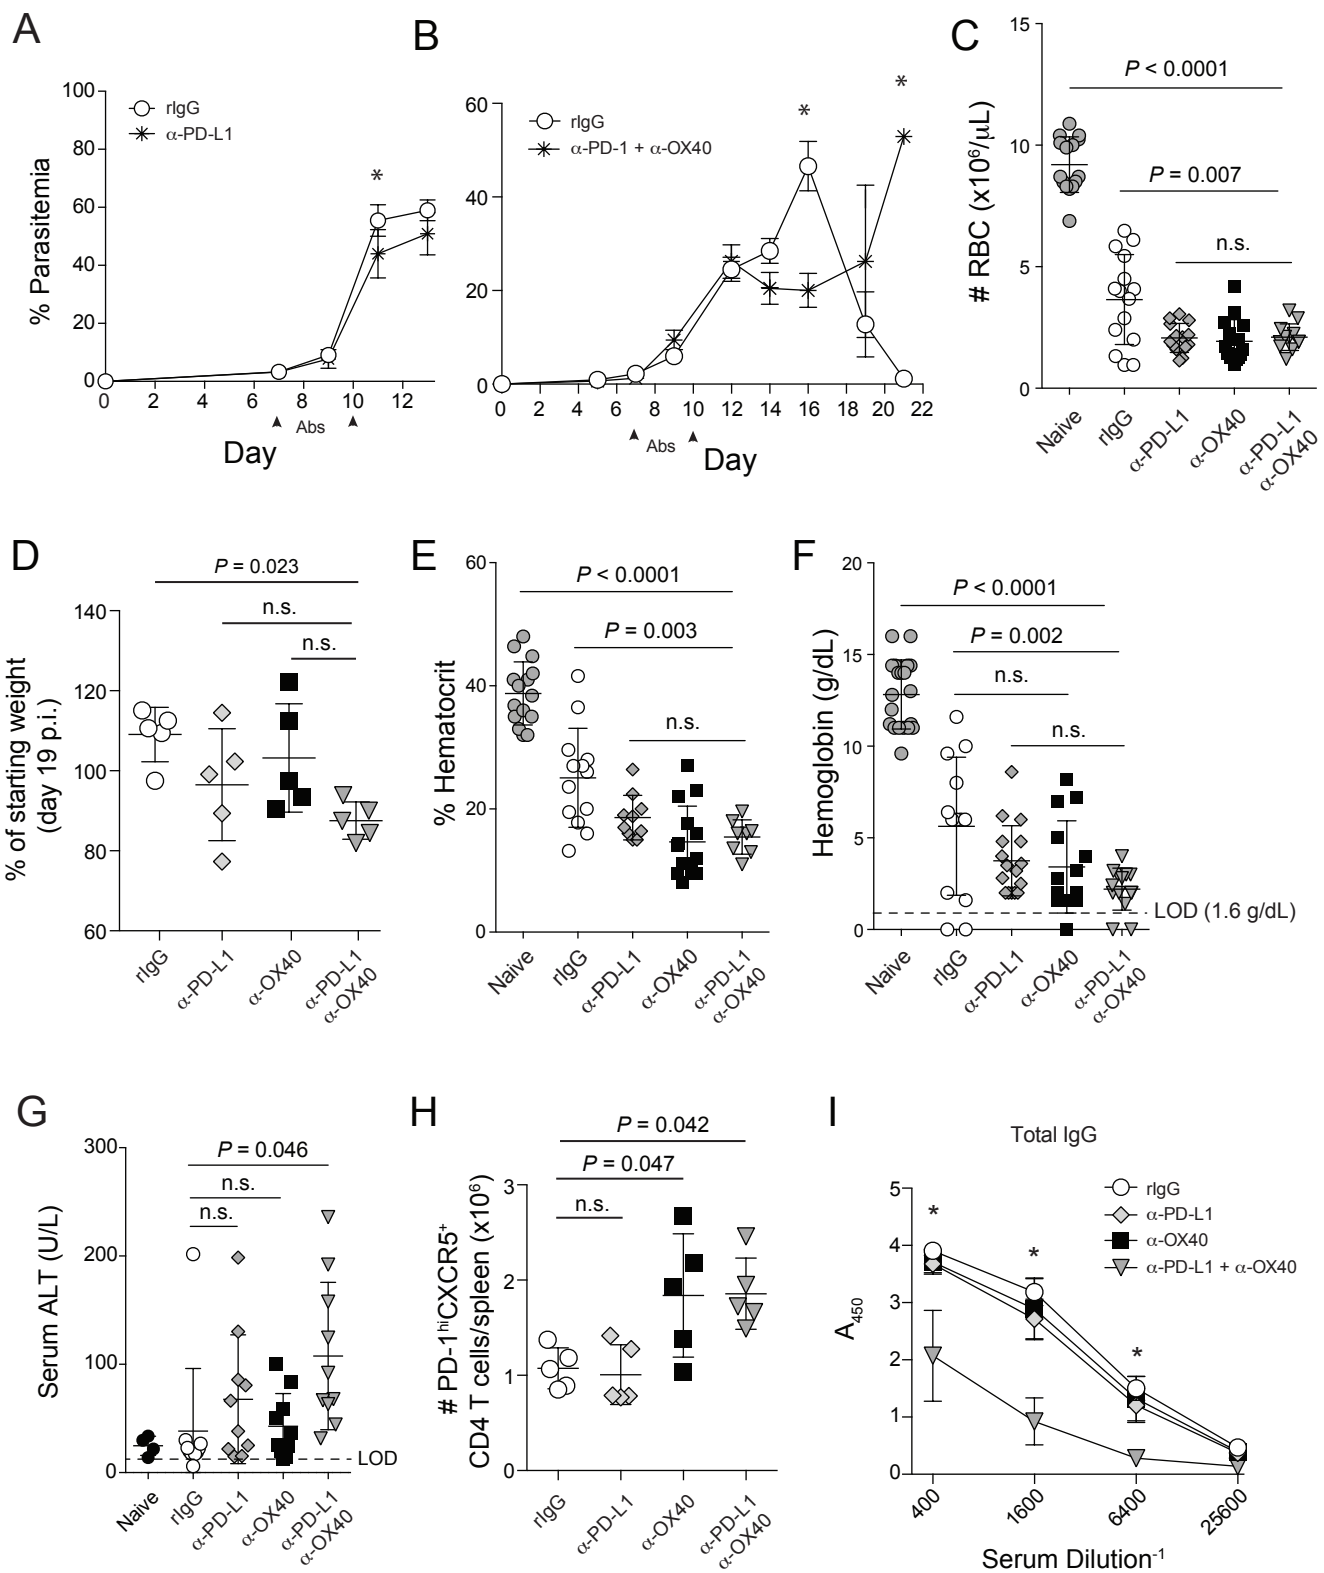 A
% Parasitemia
100
80
60
40
20
0
rIgG
α-PD-L1
*
0 2 4 6 8 10 12
Abs
Day
B
60
40
20
0
rIgG
α-PD-1 + α-OX40
*
*
0 2 4 6 8 10 12 14 16 18 20 22
Abs
Day
C
# RBC (x10⁶/μL)
15
10
5
0
P < 0.0001
P = 0.007
n.s.
Naive
rIgG
α-PD-L1
α-OX40
α-PD-L1
α-OX40
D
% of starting weight
(day 19 p.i.)
140
120
100
80
60
P = 0.023
n.s.
n.s.
rIgG
α-PD-L1
α-OX40
α-PD-L1
α-OX40
E
% Hematocrit
60
40
20
0
P < 0.0001
P = 0.003
n.s.
Naive
rIgG
α-PD-L1
α-OX40
α-PD-L1
α-OX40
F
Hemoglobin (g/dL)
20
15
10
5
0
P < 0.0001
P = 0.002
n.s.
n.s.
LOD (1.6 g/dL)
Naive
rIgG
α-PD-L1
α-OX40
α-PD-L1
α-OX40
G
Serum ALT (U/L)
300
200
100
0
P = 0.046
n.s.
n.s.
LOD
Naive
rIgG
α-PD-L1
α-OX40
α-PD-L1
α-OX40
H
# PD-1ʰⁱCXCR5⁺
CD4 T cells/spleen (x10⁶)
3
2
1
0
P = 0.042
P = 0.047
n.s.
rIgG
α-PD-L1
α-OX40
α-PD-L1
α-OX40
I
Total IgG
A₄₅₀
5
4
3
2
1
0
rIgG
α-PD-L1
α-OX40
α-PD-L1 + α-OX40
*
*
*
400
1600
6400
25600
Serum Dilution⁻¹